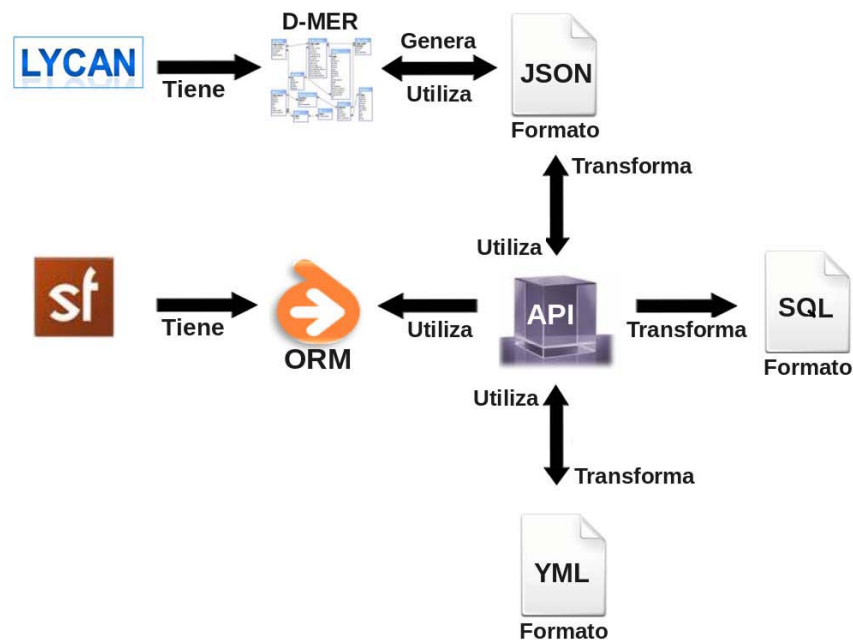 D-MER
LYCAN
Tiene
Genera
Utiliza
JSON
Formato
Transforma
Utiliza
sf
Tiene
ORM
Utiliza
API
Transforma
SQL
Formato
Utiliza
Transforma
YML
Formato